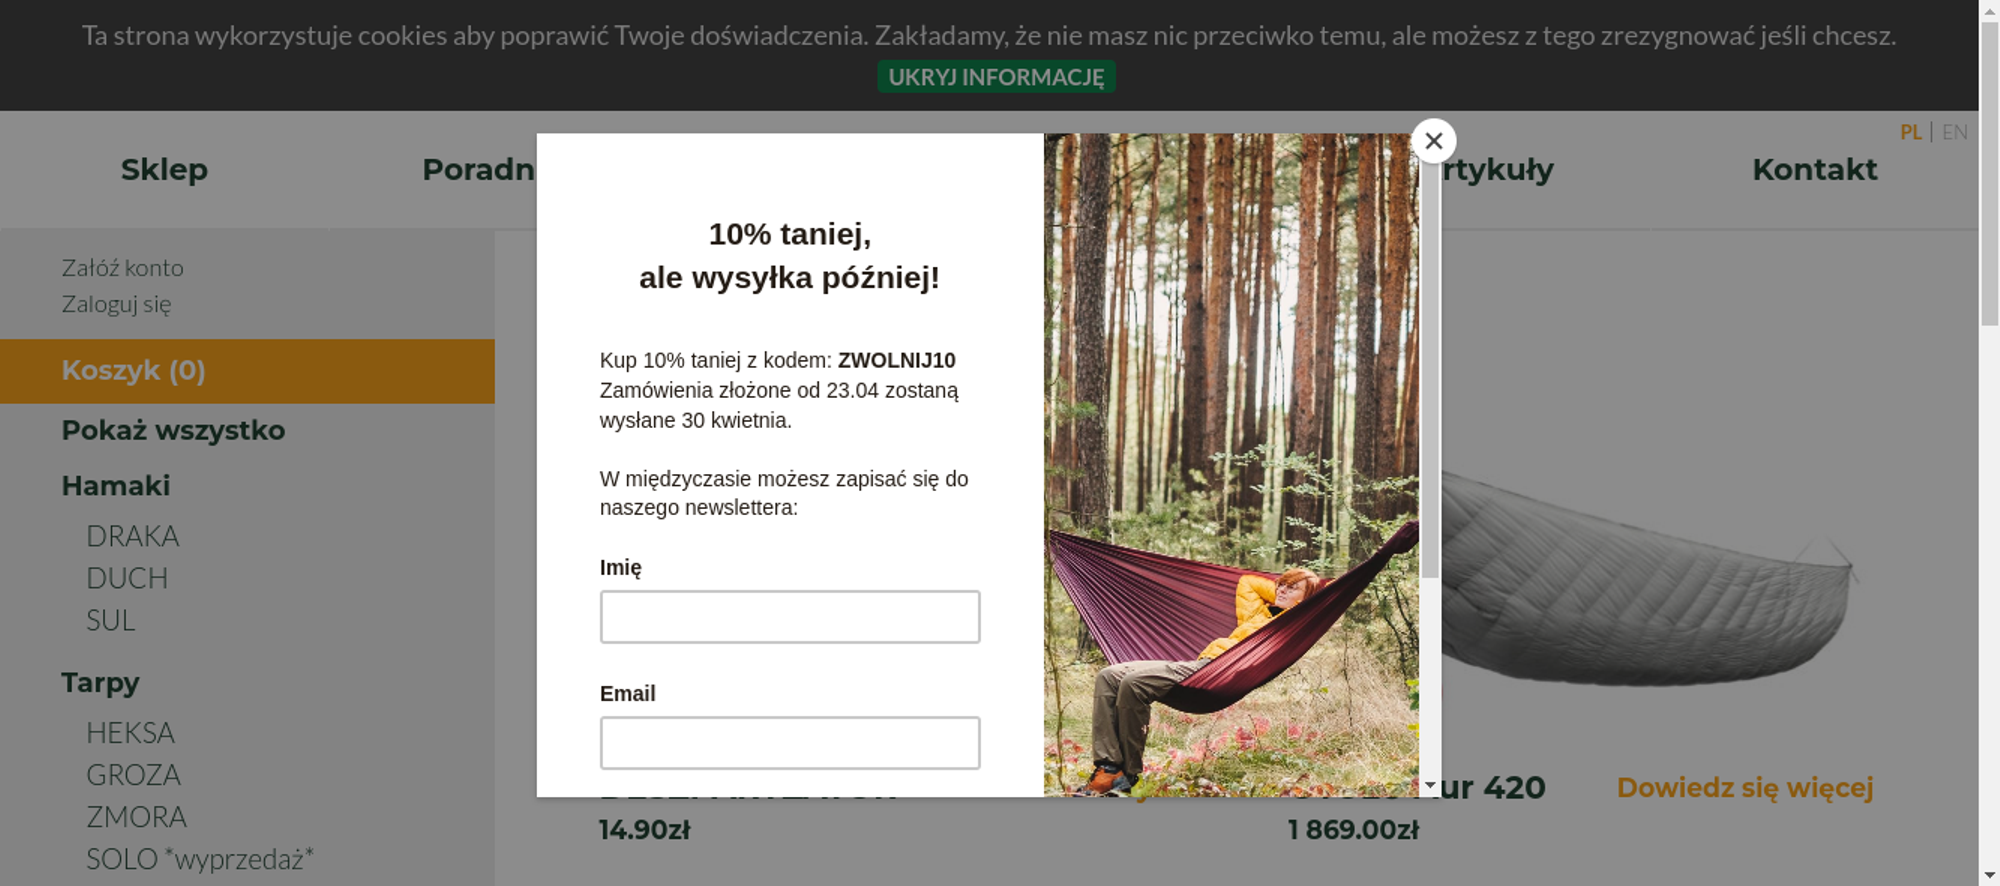 Ta strona wykorzystuje cookies aby poprawić Twoje doświadczenia. Zakładamy, że nie masz nic przeciwko temu, ale możesz z tego zrezygnować jeśli chcesz.
UKRYJ INFORMACJĘ
PL | EN
Sklep
Poradn
rtykuły
Kontakt
Załóż konto
Zaloguj się
Koszyk (0)
Pokaż wszystko
Hamaki
DRAKA
DUCH
SUL
Tarpy
HEKSA
GROZA
ZMORA
SOLO *wyprzedaż*
10% taniej,
ale wysyłka później!
Kup 10% taniej z kodem: ZWOLNIJ10
Zamówienia złożone od 23.04 zostaną
wysłane 30 kwietnia.
W międzyczasie możesz zapisać się do
naszego newslettera:
Imię
Email
14.90zł
ur 420
Dowiedz się więcej
1 869.00zł